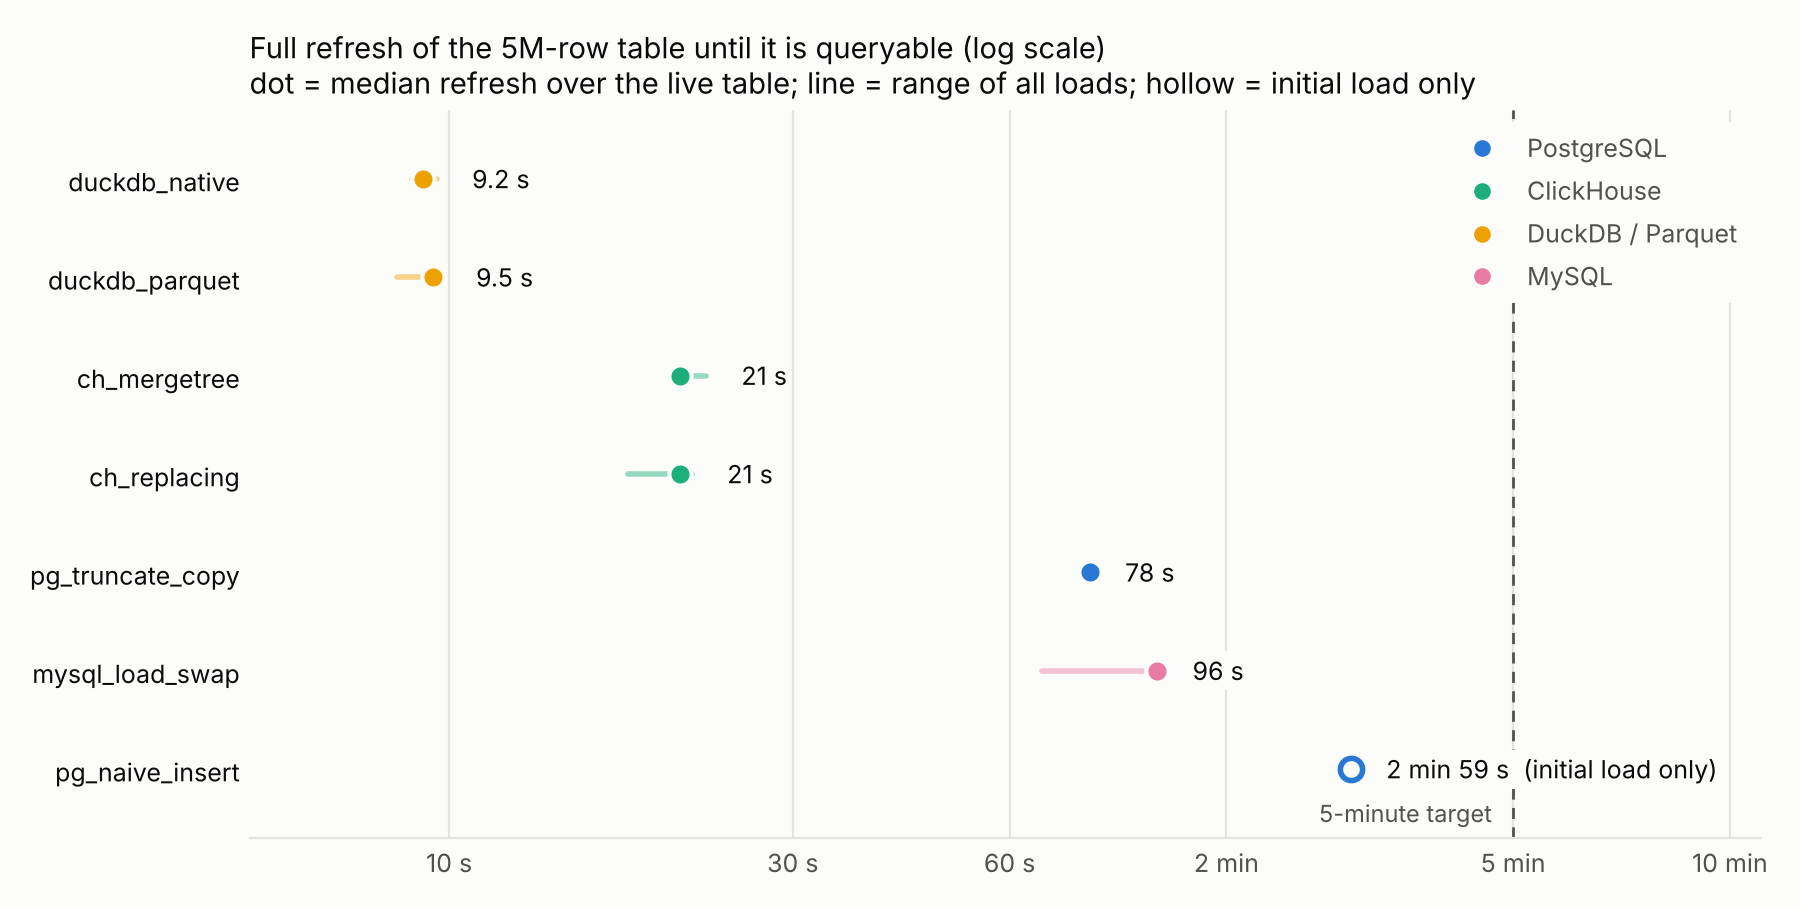 Full refresh of the 5M-row table until it is queryable (log scale)
dot = median refresh over the live table; line = range of all loads; hollow = initial load only
PostgreSQL
ClickHouse
DuckDB / Parquet
MySQL
duckdb_native 9.2 s
duckdb_parquet 9.5 s
ch_mergetree 21 s
ch_replacing 21 s
pg_truncate_copy 78 s
mysql_load_swap 96 s
pg_naive_insert 2 min 59 s (initial load only)
5-minute target
10 s 30 s 60 s 2 min 5 min 10 min